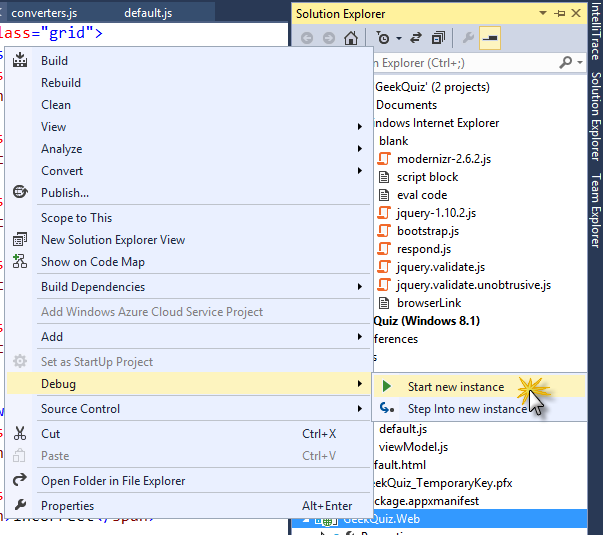 converters.js default.js
lass="grid">
Build
Rebuild
Clean
View
Analyze
Convert
Publish...
Scope to This
New Solution Explorer View
Show on Code Map
Build Dependencies
Add Windows Azure Cloud Service Project
Add
Set as StartUp Project
Debug
Source Control
Cut Ctrl+X
Paste Ctrl+V
Open Folder in File Explorer
Properties Alt+Enter
Start new instance
Step Into new instance
Solution Explorer
Explorer (Ctrl+;)
GeekQuiz' (2 projects)
Documents
indows Internet Explorer
blank
modernizr-2.6.2.js
script block
eval code
jquery-1.10.2.js
bootstrap.js
respond.js
jquery.validate.js
jquery.validate.unobtrusive.js
browserLink
Quiz (Windows 8.1)
ferences
s
default.js
viewModel.js
fault.html
ekQuiz_TemporaryKey.pfx
ckage.appxmanifest
GeekQuiz.Web
IntelliTrace
Solution Explorer
Team Explorer